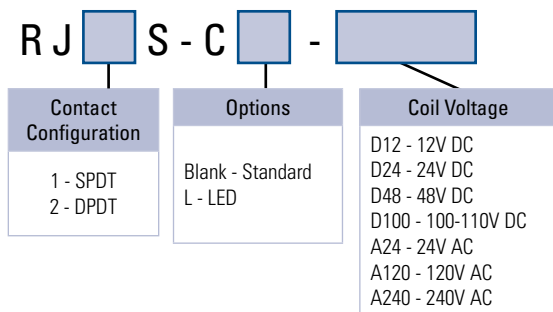 RJ S-C -
Contact
Configuration
1 - SPDT
2 - DPDT
Options
Blank - Standard
L - LED
Coil Voltage
D12 - 12V DC
D24 - 24V DC
D48 - 48V DC
D100 - 100-110V DC
A24 - 24V AC
A120 - 120V AC
A240 - 240V AC